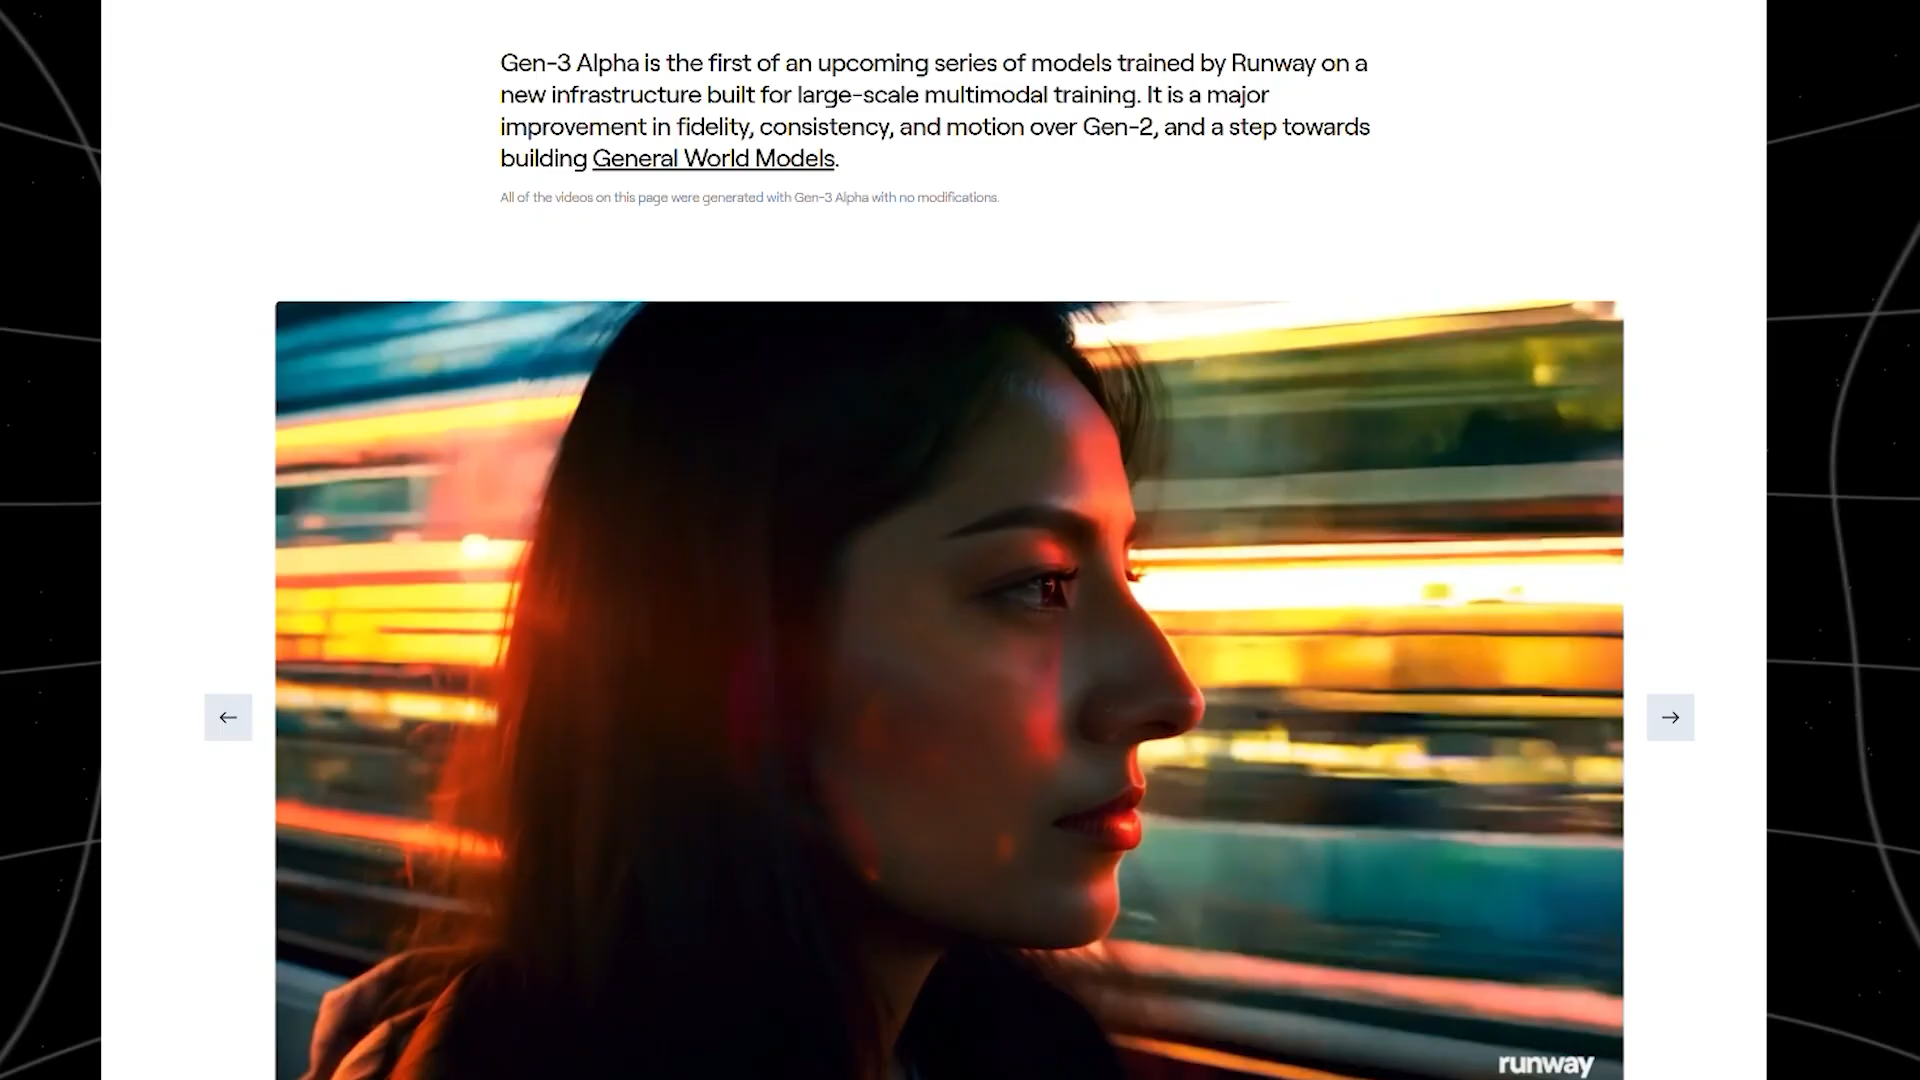 Gen-3 Alpha is the first of an upcoming series of models trained by Runway on a
new infrastructure built for large-scale multimodal training. It is a major
improvement in fidelity, consistency, and motion over Gen-2, and a step towards
building General World Models.
All of the videos on this page were generated with Gen-3 Alpha with no modifications.
runway